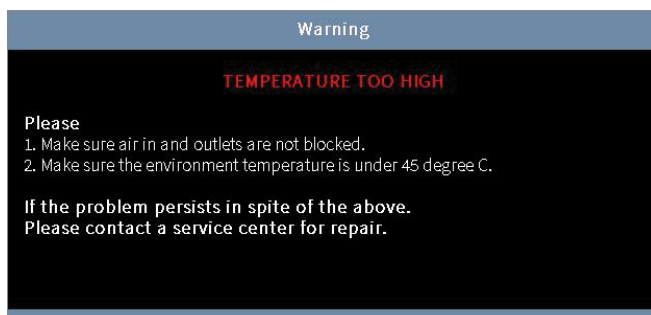 Warning
TEMPERATURE TOO HIGH
Please
1. Make sure air in and outlets are not blocked.
2. Make sure the environment temperature is under 45 degree C.
If the problem persists in spite of the above.
Please contact a service center for repair.